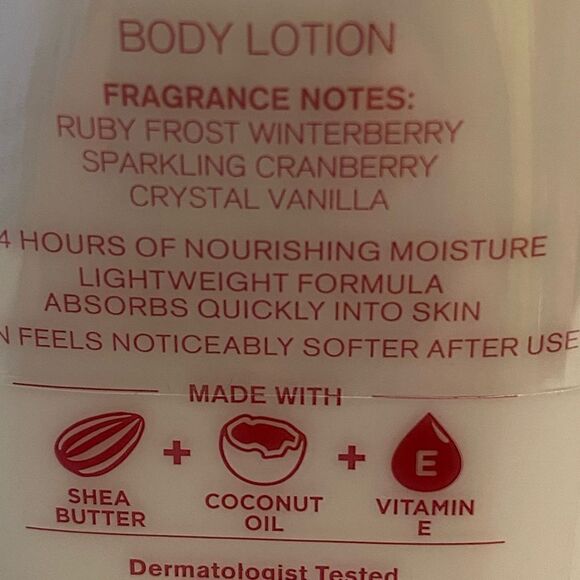 BODY LOTION
FRAGRANCE NOTES:
RUBY FROST WINTERBERRY
SPARKLING CRANBERRY
CRYSTAL VANILLA
4 HOURS OF NOURISHING MOISTURE
LIGHTWEIGHT FORMULA
ABSORBS QUICKLY INTO SKIN
N FEELS NOTICEABLY SOFTER AFTER USE
MADE WITH
+ + E
SHEA BUTTER
COCONUT OIL
VITAMIN E
Dermatologist Tested